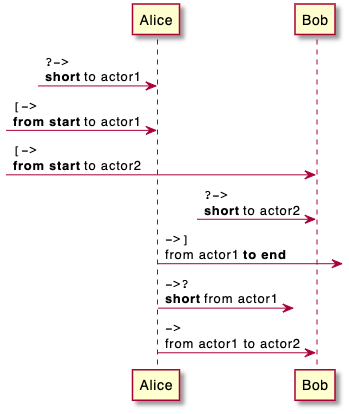 Alice Bob
?->
short to actor1
[->
from start to actor1
[->
from start to actor2
?->
short to actor2
->]
from actor1 to end
->?
short from actor1
->
from actor1 to actor2
Alice Bob